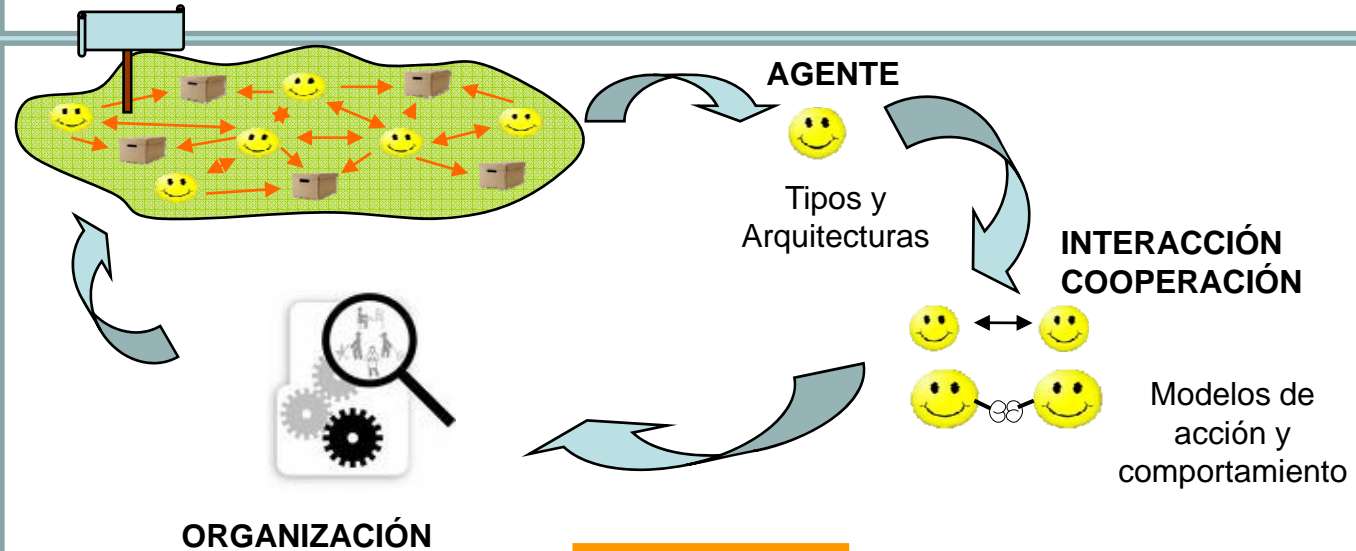 AGENTE
Tipos y
Arquitecturas
INTERACCIÓN
COOPERACIÓN
Modelos de
acción y
comportamiento
ORGANIZACIÓN